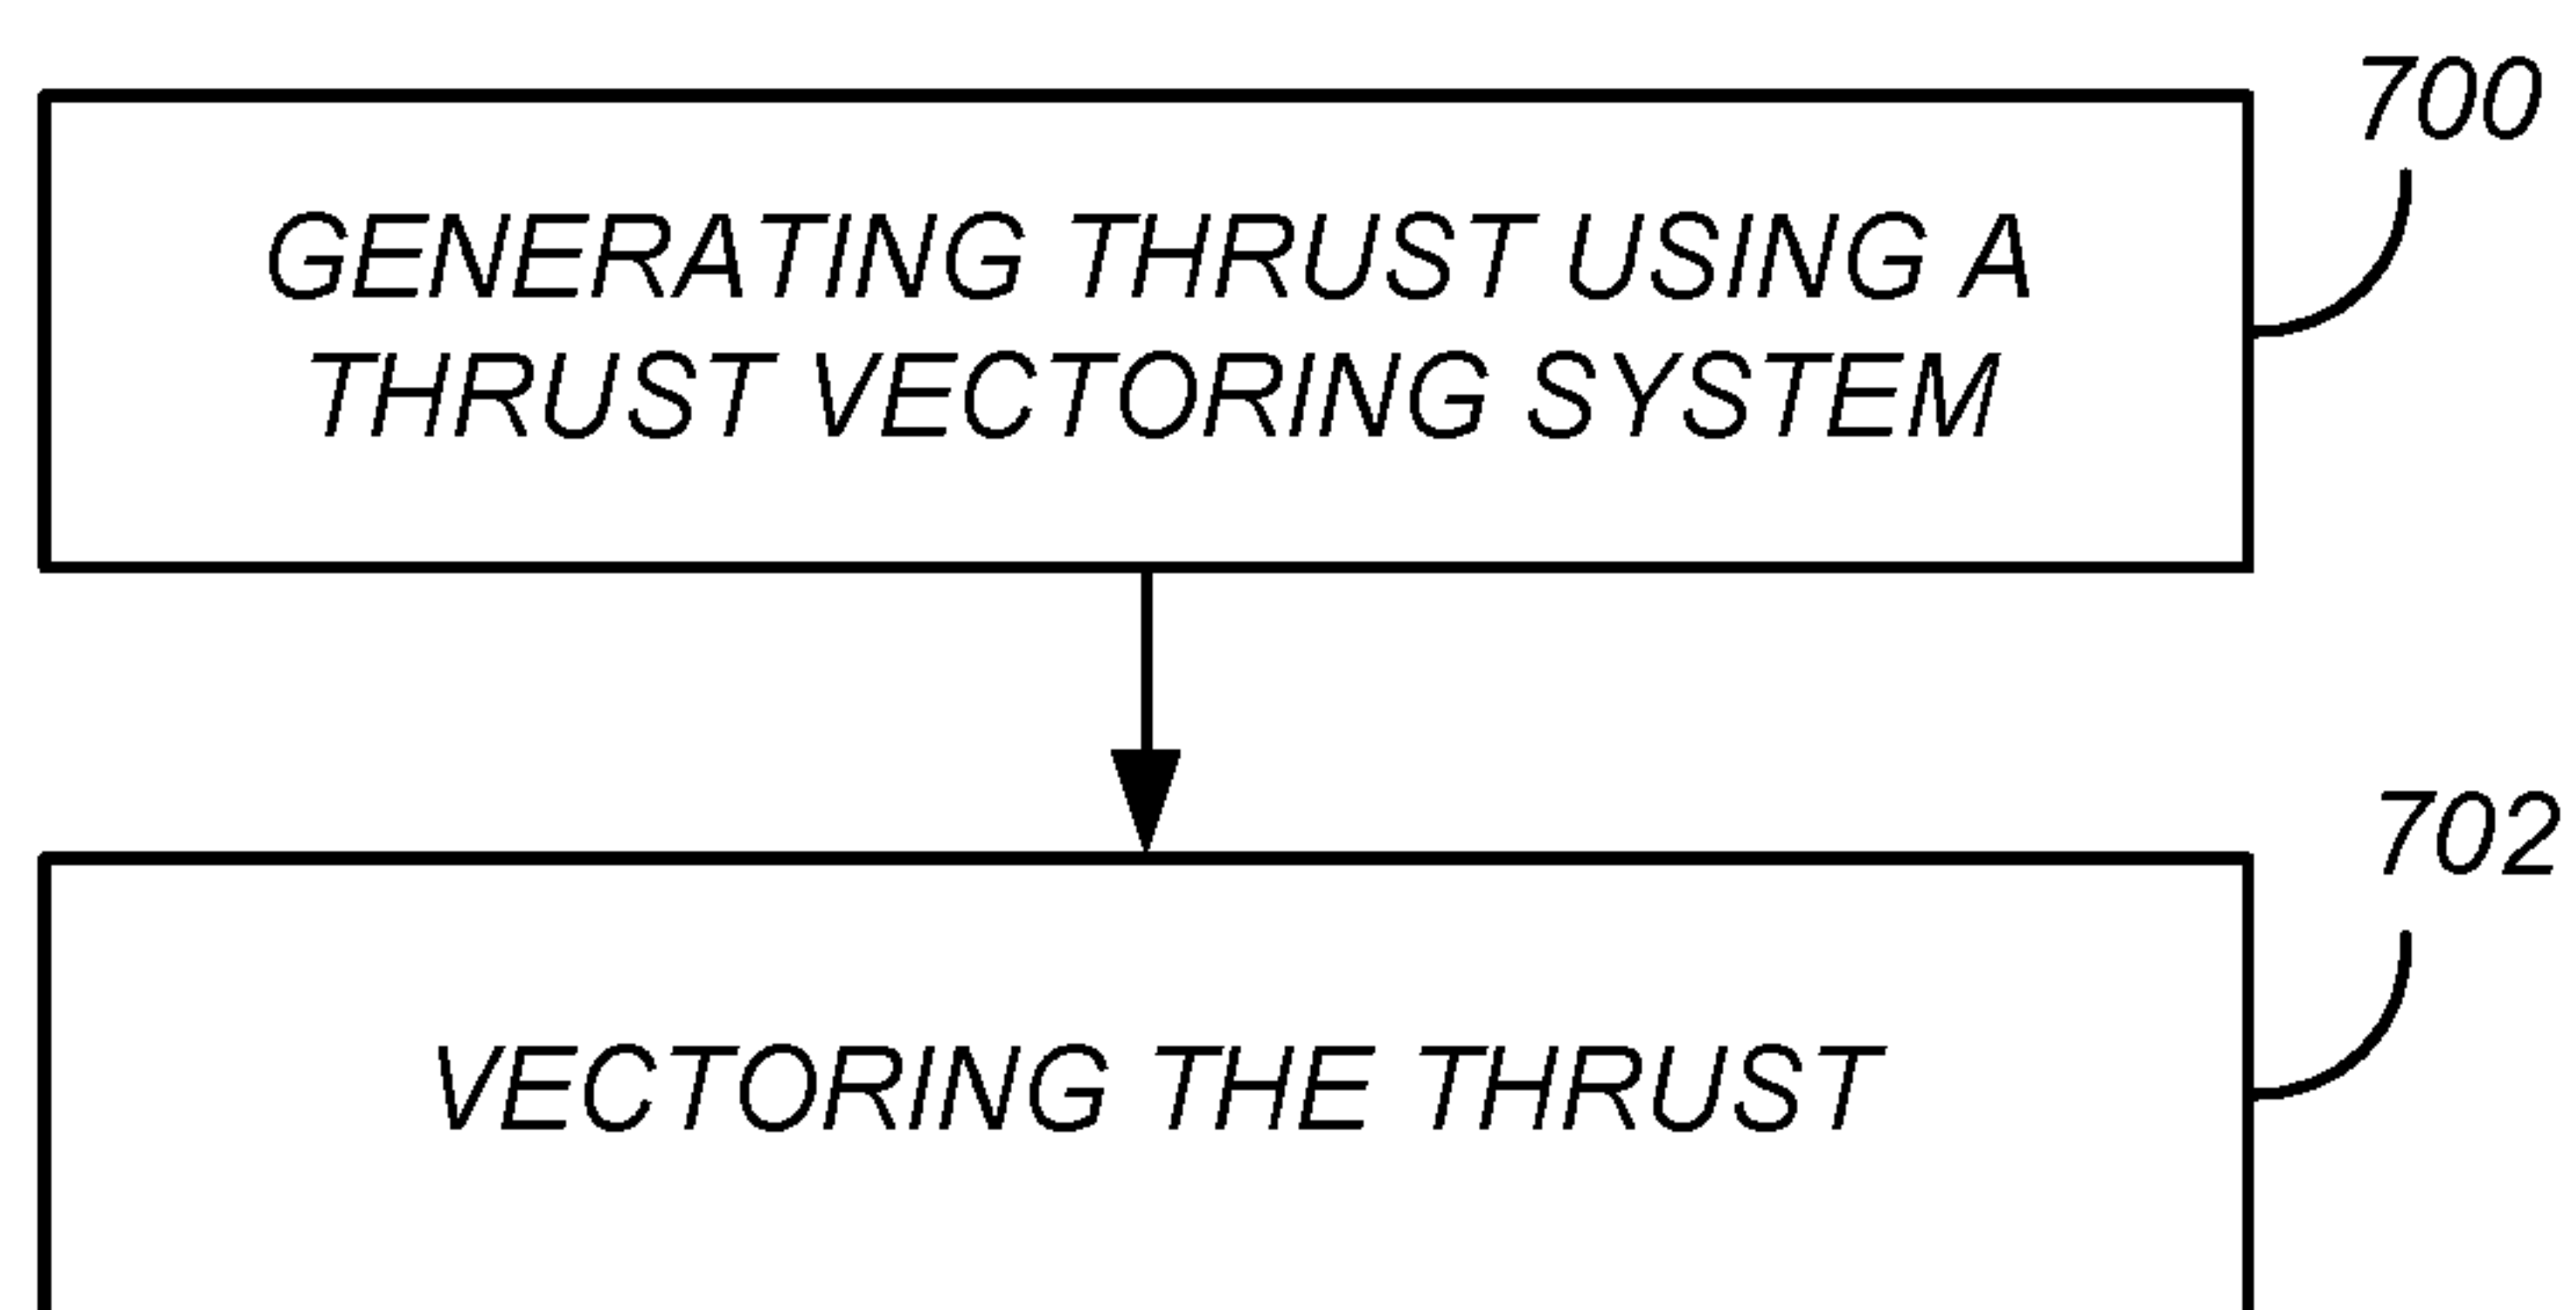 700
GENERATING THRUST USING A
THRUST VECTORING SYSTEM
702
VECTORING THE THRUST